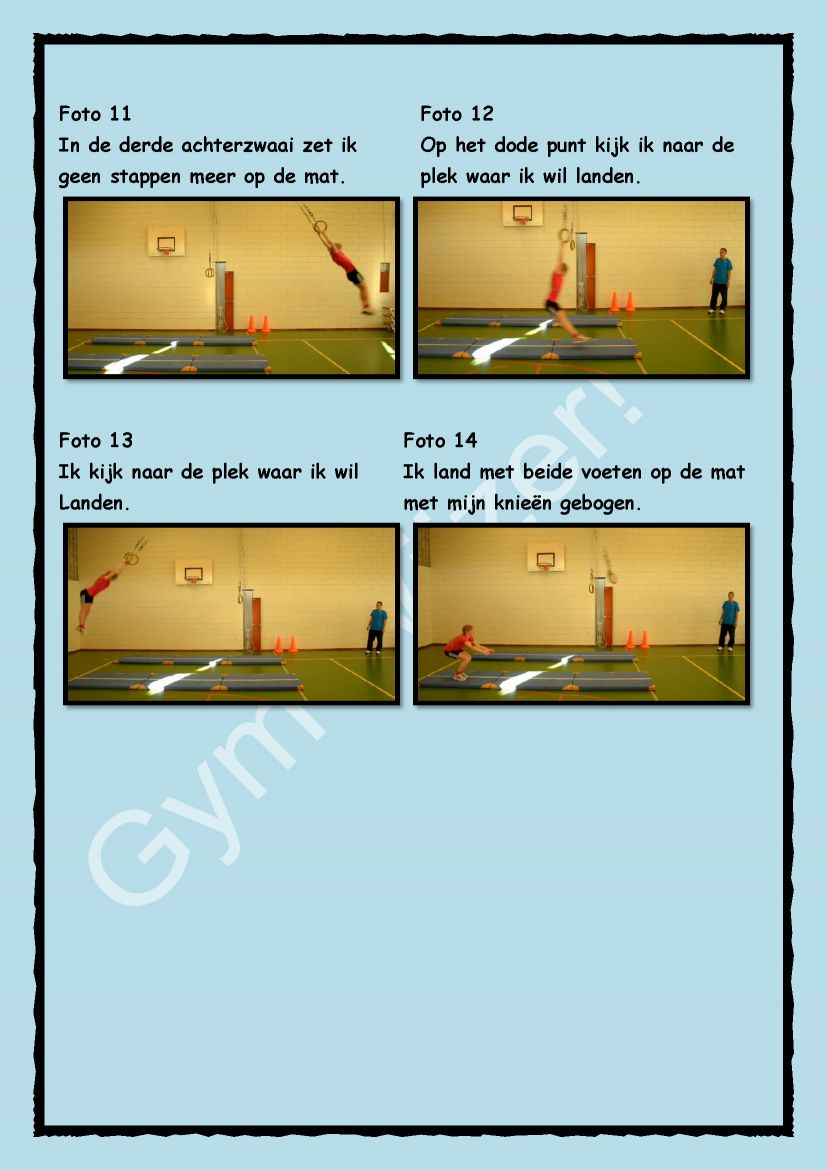 Foto 11
In de derde achterzwaai zet ik
geen stappen meer op de mat.
Foto 12
Op het dode punt kijk ik naar de
plek waar ik wil landen.
Foto 13
Ik kijk naar de plek waar ik wil
Landen.
Foto 14
Ik land met beide voeten op de mat
met mijn knieën gebogen.
Gym
zer!